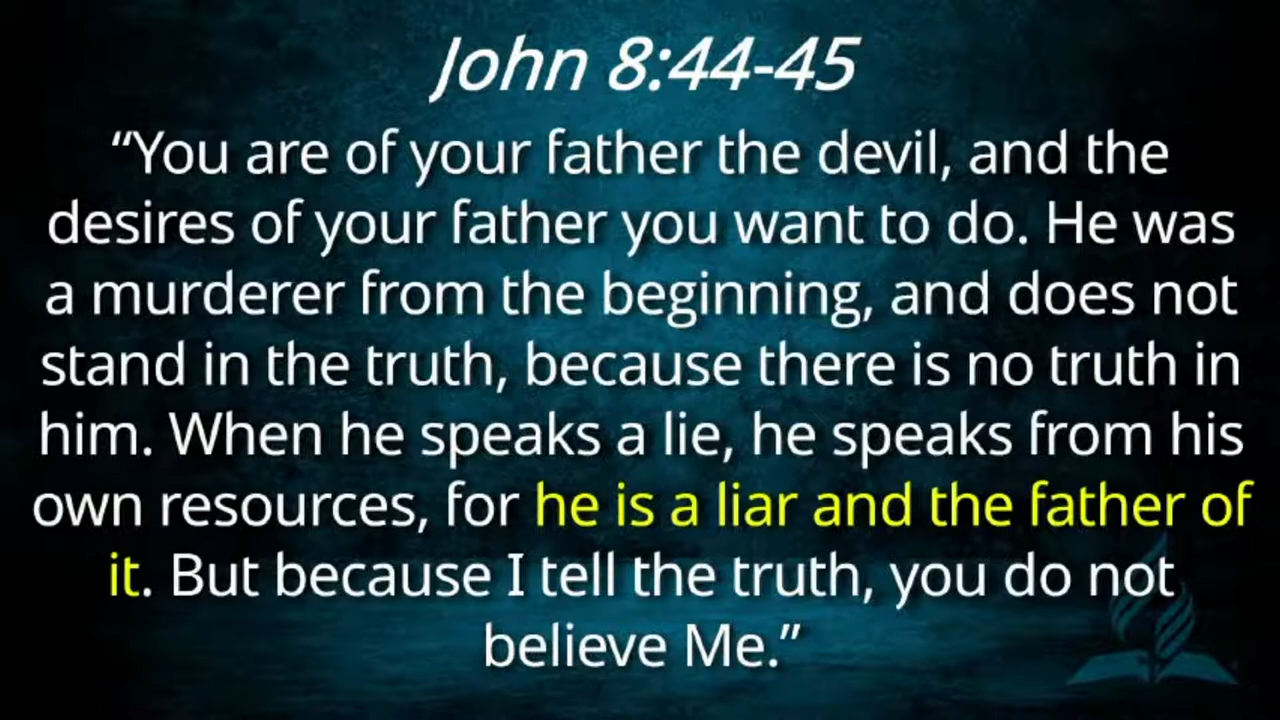 John 8:44-45
“You are of your father the devil, and the
desires of your father you want to do. He was
a murderer from the beginning, and does not
stand in the truth, because there is no truth in
him. When he speaks a lie, he speaks from his
own resources, for he is a liar and the father of
it. But because I tell the truth, you do not
believe Me.”